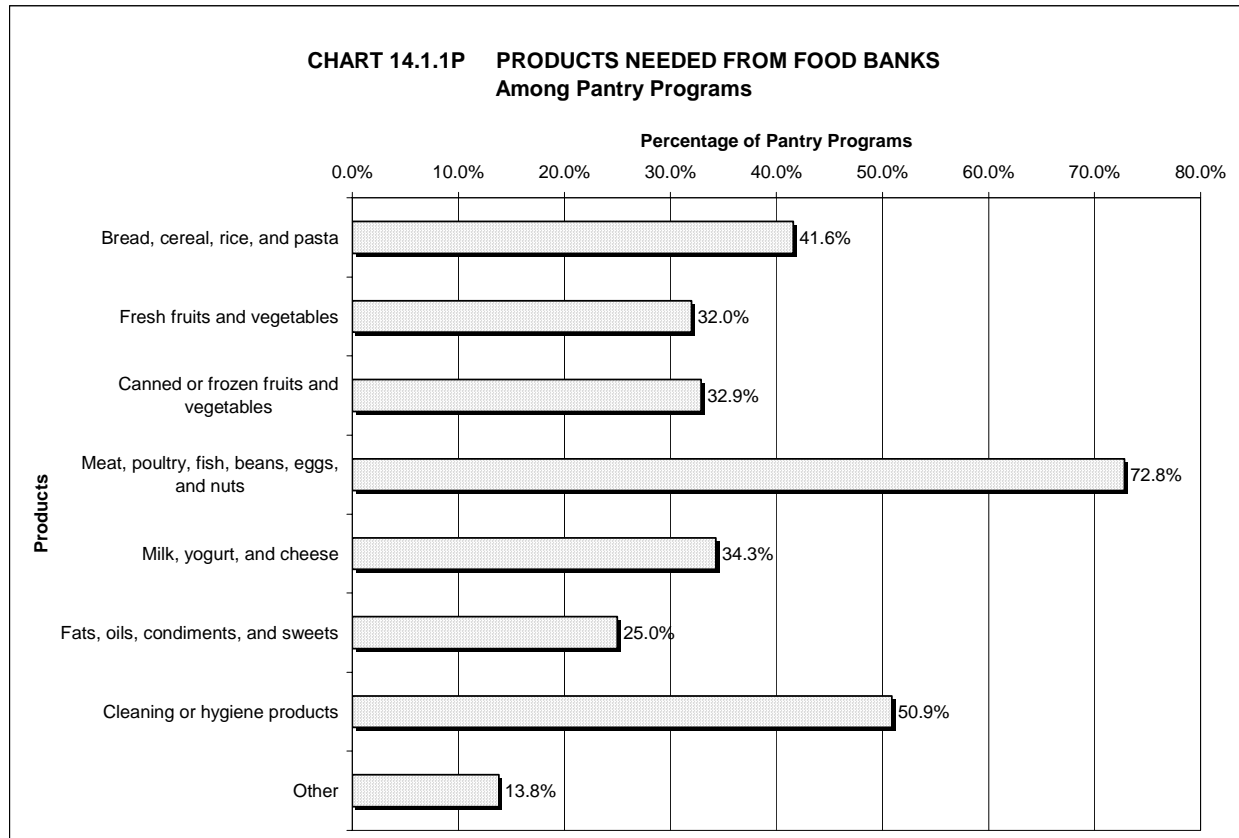 CHART 14.1.1P PRODUCTS NEEDED FROM FOOD BANKS
Among Pantry Programs
Percentage of Pantry Programs
0.0% 10.0% 20.0% 30.0% 40.0% 50.0% 60.0% 70.0% 80.0%
Products
Bread, cereal, rice, and pasta 41.6%
Fresh fruits and vegetables 32.0%
Canned or frozen fruits and
vegetables 32.9%
Meat, poultry, fish, beans, eggs,
and nuts 72.8%
Milk, yogurt, and cheese 34.3%
Fats, oils, condiments, and sweets 25.0%
Cleaning or hygiene products 50.9%
Other 13.8%